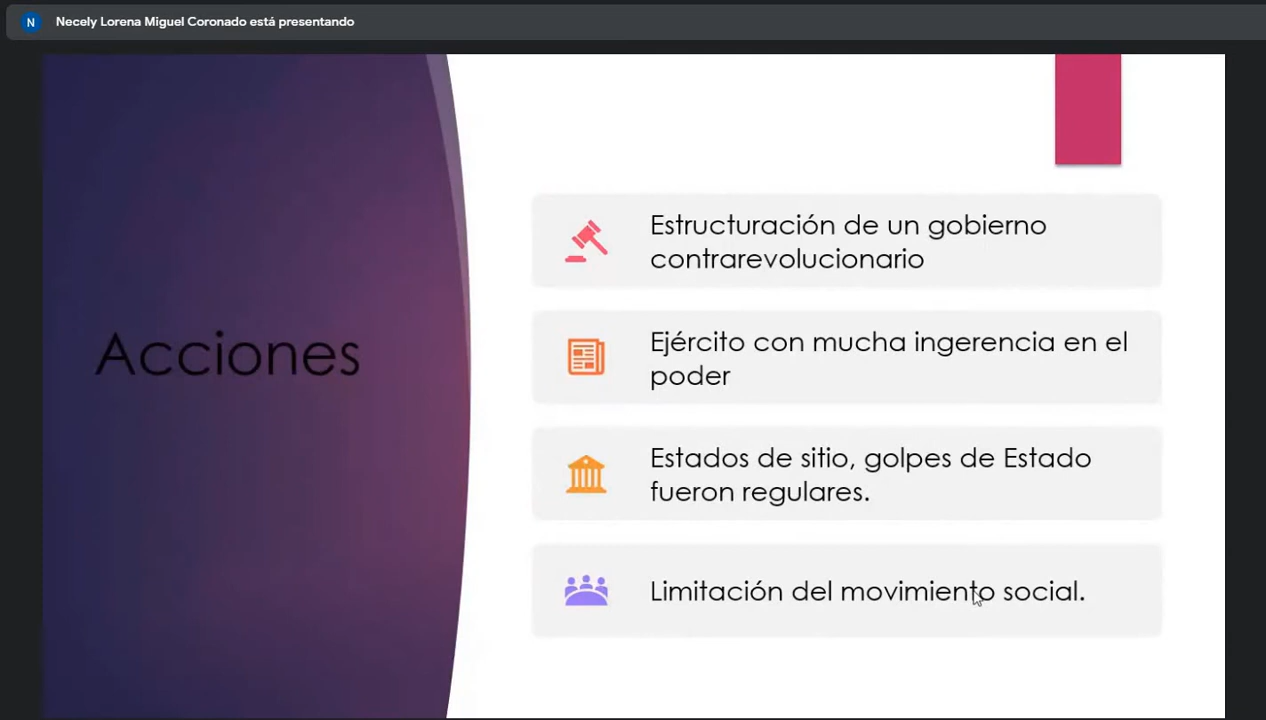 N
Necely Lorena Miguel Coronado está presentando
Acciones
Estructuración de un gobierno
contrarevolucionario
Ejército con mucha ingerencia en el
poder
Estados de sitio, golpes de Estado
fueron regulares.
Limitación del movimiento social.